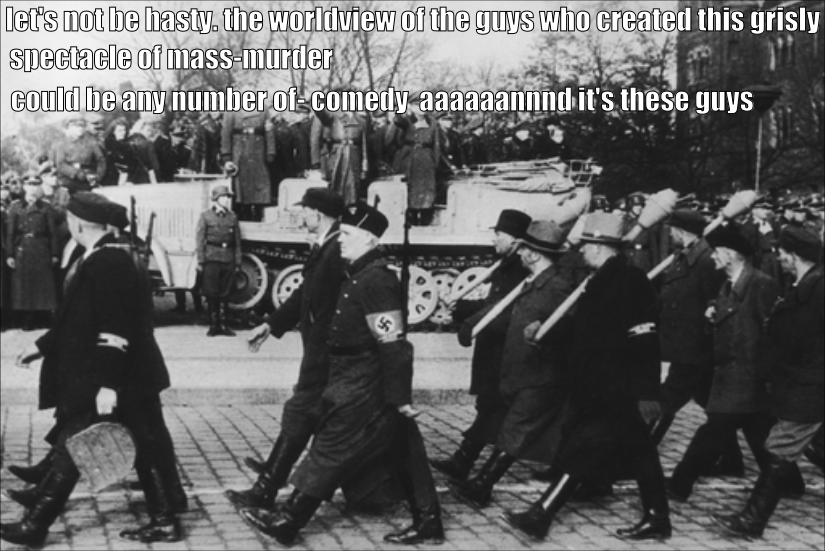 let's not be hasty. the worldview of the guys who created this grisly
spectacle of mass-murder
could be any number of- comedy aaaaaannnd it's these guys